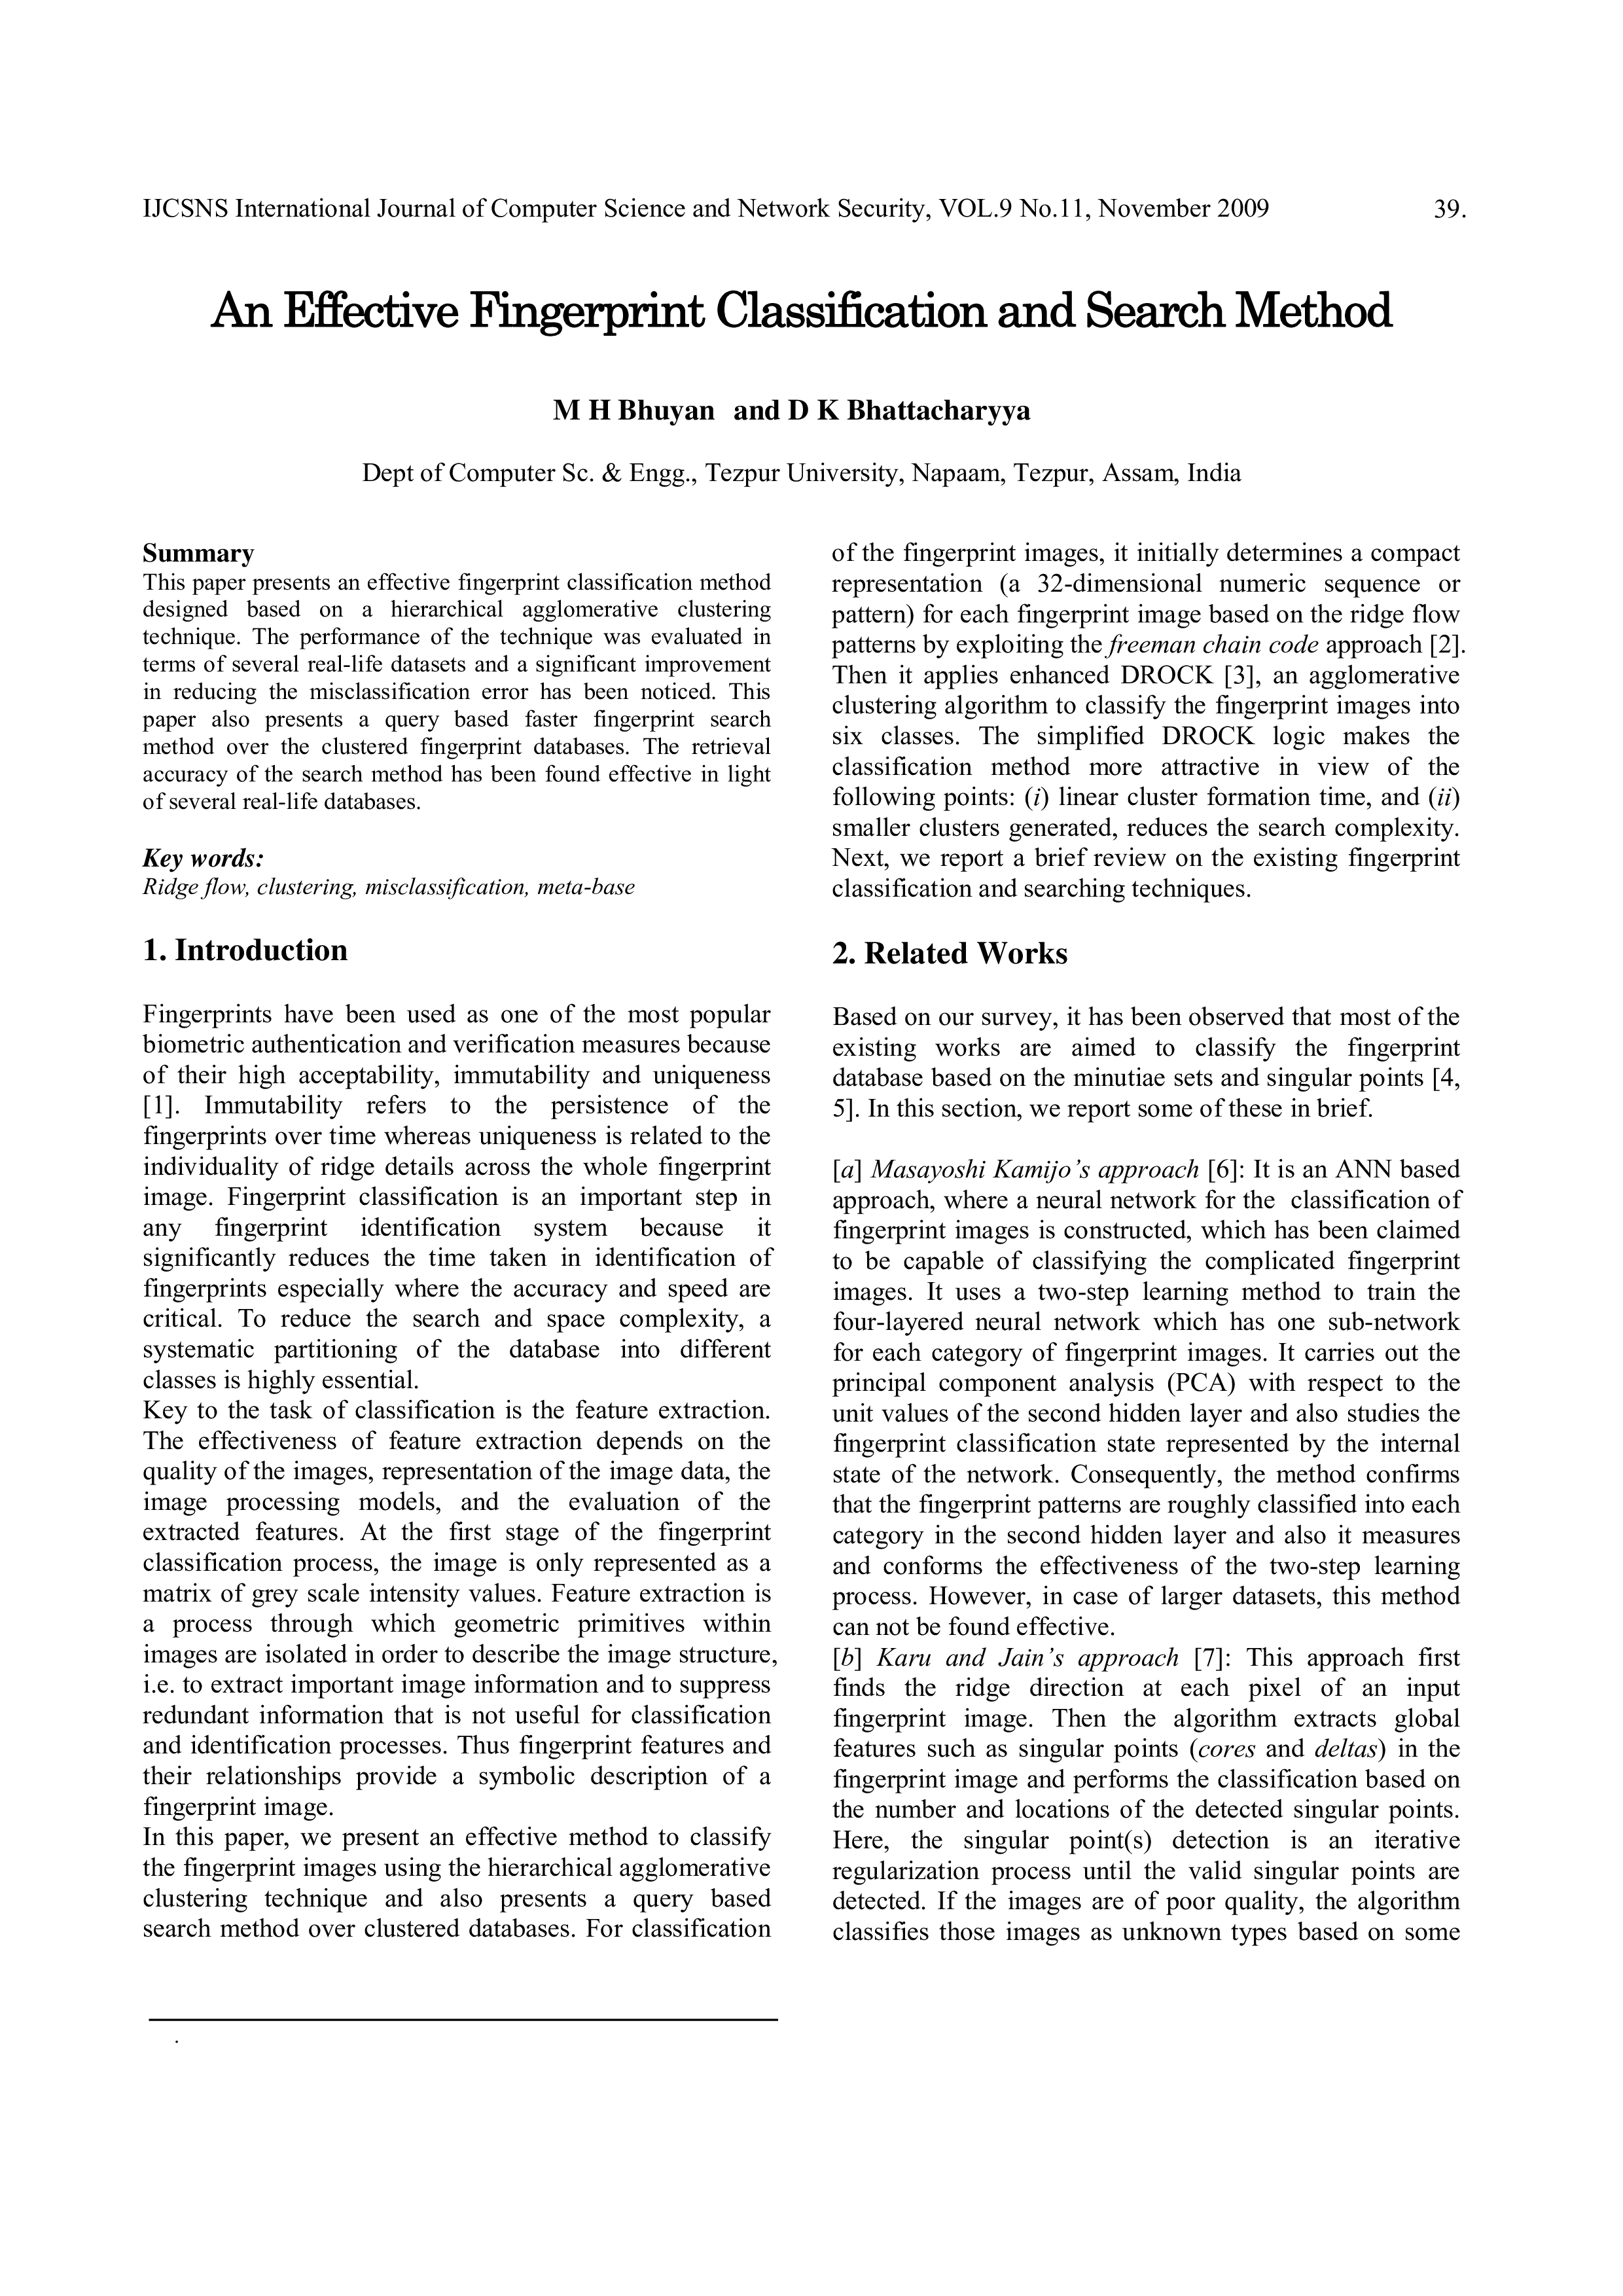 IJCSNS International Journal of Computer Science and Network Security, VOL.9 No.11, November 2009 39.
An Effective Fingerprint Classification and Search Method
M H Bhuyan and D K Bhattacharyya
Dept of Computer Sc. & Engg., Tezpur University, Napaam, Tezpur, Assam, India
Summary
This paper presents an effective fingerprint classification method
designed based on a hierarchical agglomerative clustering
technique. The performance of the technique was evaluated in
terms of several real-life datasets and a significant improvement
in reducing the misclassification error has been noticed. This
paper also presents a query based faster fingerprint search
method over the clustered fingerprint databases. The retrieval
accuracy of the search method has been found effective in light
of several real-life databases.
Key words:
Ridge flow, clustering, misclassification, meta-base
1. Introduction
Fingerprints have been used as one of the most popular
biometric authentication and verification measures because
of their high acceptability, immutability and uniqueness
[1]. Immutability refers to the persistence of the
fingerprints over time whereas uniqueness is related to the
individuality of ridge details across the whole fingerprint
image. Fingerprint classification is an important step in
any fingerprint identification system because it
significantly reduces the time taken in identification of
fingerprints especially where the accuracy and speed are
critical. To reduce the search and space complexity, a
systematic partitioning of the database into different
classes is highly essential.
Key to the task of classification is the feature extraction.
The effectiveness of feature extraction depends on the
quality of the images, representation of the image data, the
image processing models, and the evaluation of the
extracted features. At the first stage of the fingerprint
classification process, the image is only represented as a
matrix of grey scale intensity values. Feature extraction is
a process through which geometric primitives within
images are isolated in order to describe the image structure,
i.e. to extract important image information and to suppress
redundant information that is not useful for classification
and identification processes. Thus fingerprint features and
their relationships provide a symbolic description of a
fingerprint image.
In this paper, we present an effective method to classify
the fingerprint images using the hierarchical agglomerative
clustering technique and also presents a query based
search method over clustered databases. For classification
of the fingerprint images, it initially determines a compact
representation (a 32-dimensional numeric sequence or
pattern) for each fingerprint image based on the ridge flow
patterns by exploiting the freeman chain code approach [2].
Then it applies enhanced DROCK [3], an agglomerative
clustering algorithm to classify the fingerprint images into
six classes. The simplified DROCK logic makes the
classification method more attractive in view of the
following points: (i) linear cluster formation time, and (ii)
smaller clusters generated, reduces the search complexity.
Next, we report a brief review on the existing fingerprint
classification and searching techniques.
2. Related Works
Based on our survey, it has been observed that most of the
existing works are aimed to classify the fingerprint
database based on the minutiae sets and singular points [4,
5]. In this section, we report some of these in brief.
[a] Masayoshi Kamijo’s approach [6]: It is an ANN based
approach, where a neural network for the classification of
fingerprint images is constructed, which has been claimed
to be capable of classifying the complicated fingerprint
images. It uses a two-step learning method to train the
four-layered neural network which has one sub-network
for each category of fingerprint images. It carries out the
principal component analysis (PCA) with respect to the
unit values of the second hidden layer and also studies the
fingerprint classification state represented by the internal
state of the network. Consequently, the method confirms
that the fingerprint patterns are roughly classified into each
category in the second hidden layer and also it measures
and conforms the effectiveness of the two-step learning
process. However, in case of larger datasets, this method
can not be found effective.
[b] Karu and Jain’s approach [7]: This approach first
finds the ridge direction at each pixel of an input
fingerprint image. Then the algorithm extracts global
features such as singular points (cores and deltas) in the
fingerprint image and performs the classification based on
the number and locations of the detected singular points.
Here, the singular point(s) detection is an iterative
regularization process until the valid singular points are
detected. If the images are of poor quality, the algorithm
classifies those images as unknown types based on some
.